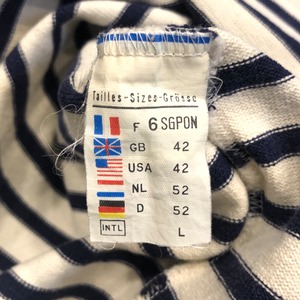 Tailles-Sizes-Grösse
F 6 SGPON
GB 42
USA 42
NL 52
D 52
INTL L